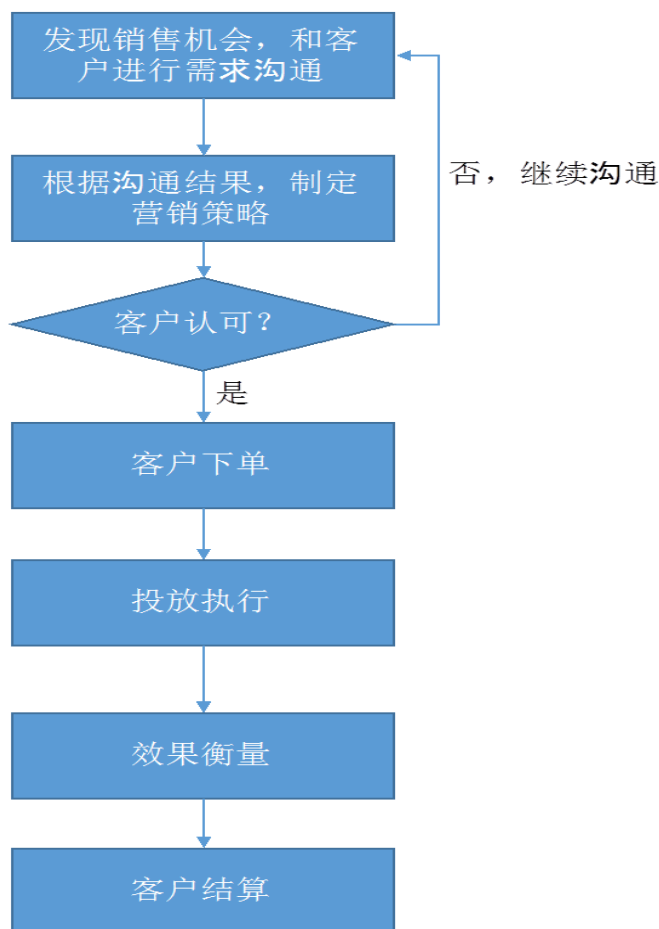 发现销售机会，和客
户进行需求沟通
否，继续沟通
根据沟通结果，制定
营销策略
客户认可？
是
客户下单
投放执行
效果衡量
客户结算